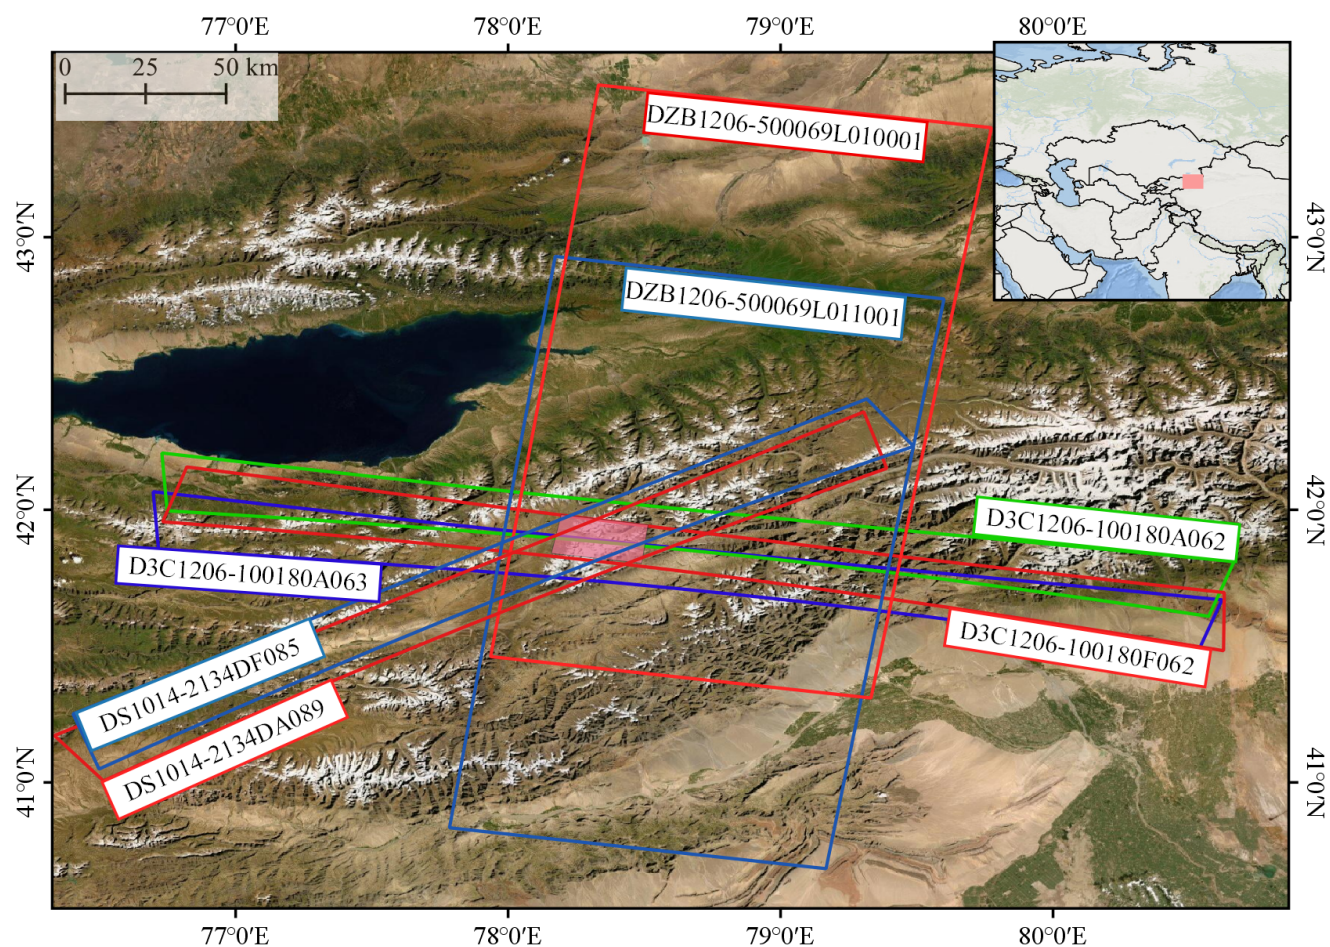 77°0′E 78°0′E 79°0′E 80°0′E
0 25 50 km
DZB1206-500069L010001
43°0′N
43°0′N
DZB1206-500069L011001
42°0′N
42°0′N
D3C1206-100180A062
D3C1206-100180A063
D3C1206-100180F062
DS1014-2134DF085
DS1014-2134DA089
41°0′N
41°0′N
77°0′E 78°0′E 79°0′E 80°0′E